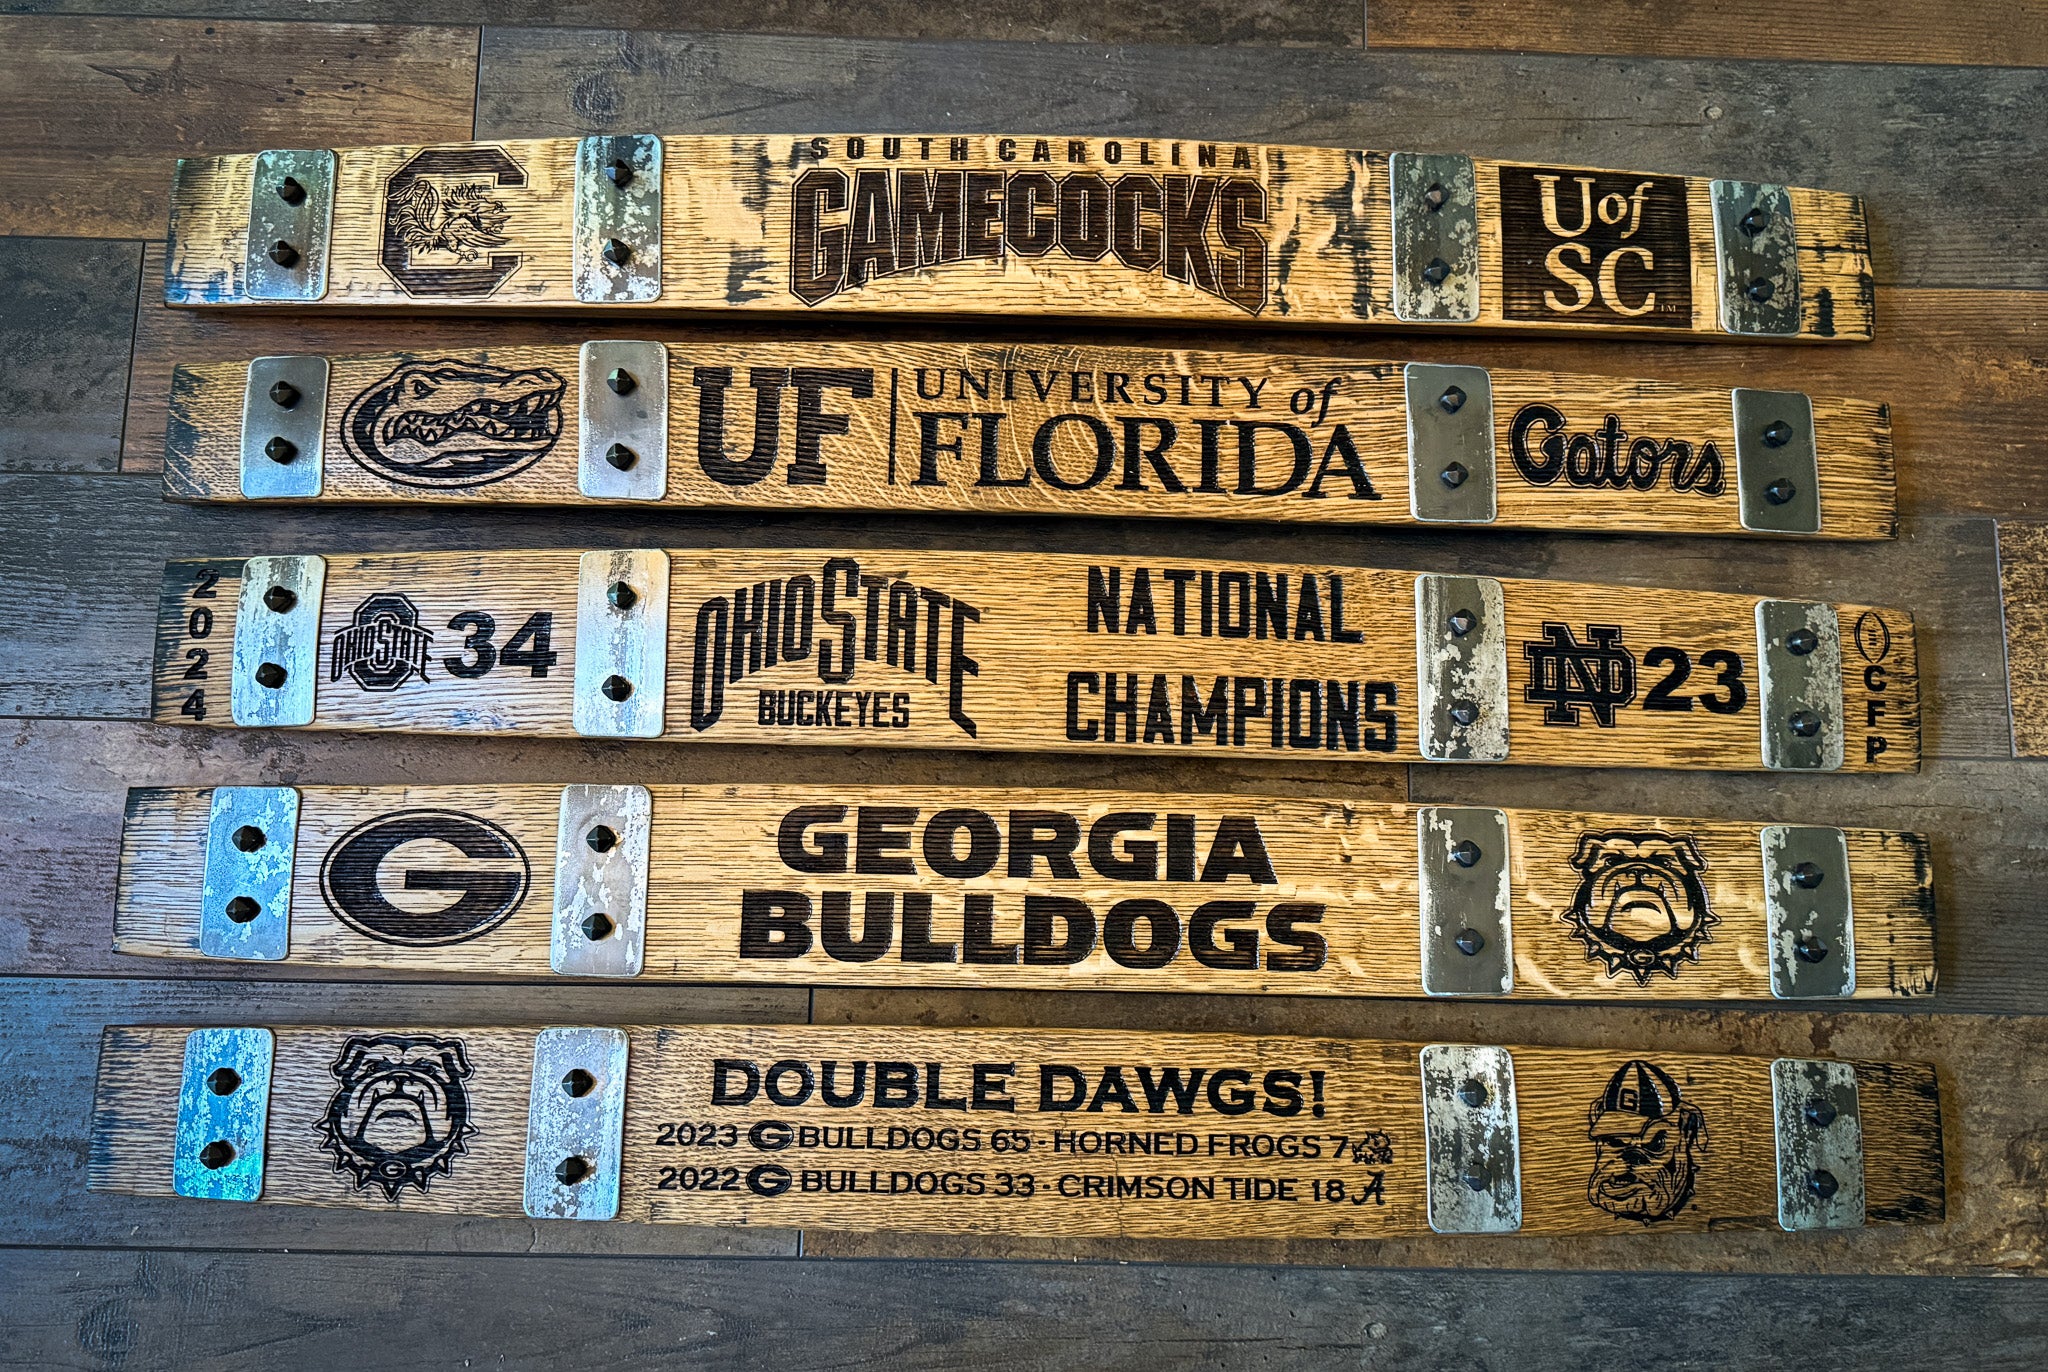 SOUTH CAROLINA
GAMECOCKS
U of
SC
TM
UF
UNIVERSITY of
FLORIDA
Gators
2024
OHIO STATE
34
OHIO STATE
BUCKEYES
NATIONAL
CHAMPIONS
ND
23
CFP
G
GEORGIA
BULLDOGS
G
G
DOUBLE DAWGS!
2023 G BULLDOGS 65 - HORNED FROGS 7
2022 G BULLDOGS 33 - CRIMSON TIDE 18 A
G